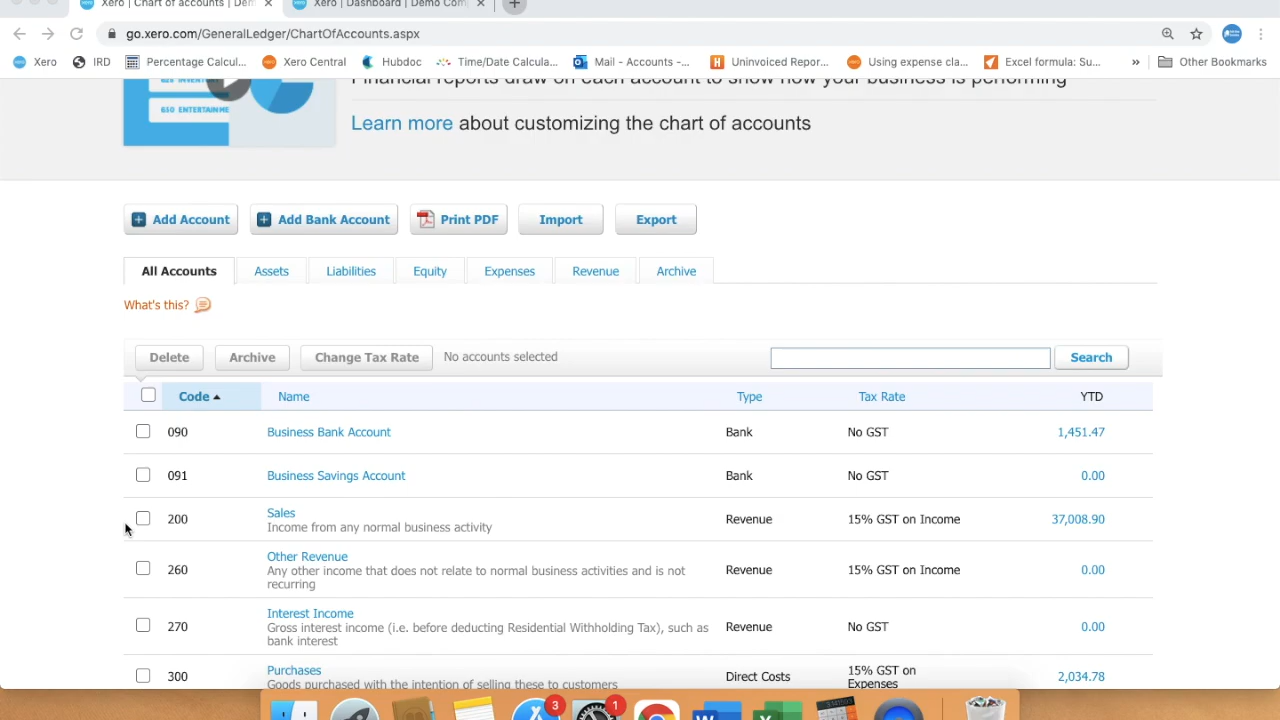 Xero | Chart of accounts | Dem
Xero | Dashboard | Demo Com
go.xero.com/GeneralLedger/ChartOfAccounts.aspx
Xero
IRD
Percentage Calcul...
Xero Central
Hubdoc
Time/Date Calcula...
Mail - Accounts -...
Uninvoiced Repor...
Using expense cla...
Excel formula: Su...
»
Other Bookmarks
Financial reports draw on each account to show how your business is performing
650 ENTERTAINME
Learn more about customizing the chart of accounts
Add Account
Add Bank Account
Print PDF
Import
Export
All Accounts
Assets
Liabilities
Equity
Expenses
Revenue
Archive
What's this?
Delete
Archive
Change Tax Rate
No accounts selected
Search
Code
Name
Type
Tax Rate
YTD
090
Business Bank Account
Bank
No GST
1,451.47
091
Business Savings Account
Bank
No GST
0.00
200
Sales
Income from any normal business activity
Revenue
15% GST on Income
37,008.90
260
Other Revenue
Any other income that does not relate to normal business activities and is not
recurring
Revenue
15% GST on Income
0.00
270
Interest Income
Gross interest income (i.e. before deducting Residential Withholding Tax), such as
bank interest
Revenue
No GST
0.00
300
Purchases
Goods purchased with the intention of selling these to customers
Direct Costs
15% GST on
Expenses
2,034.78
3
1